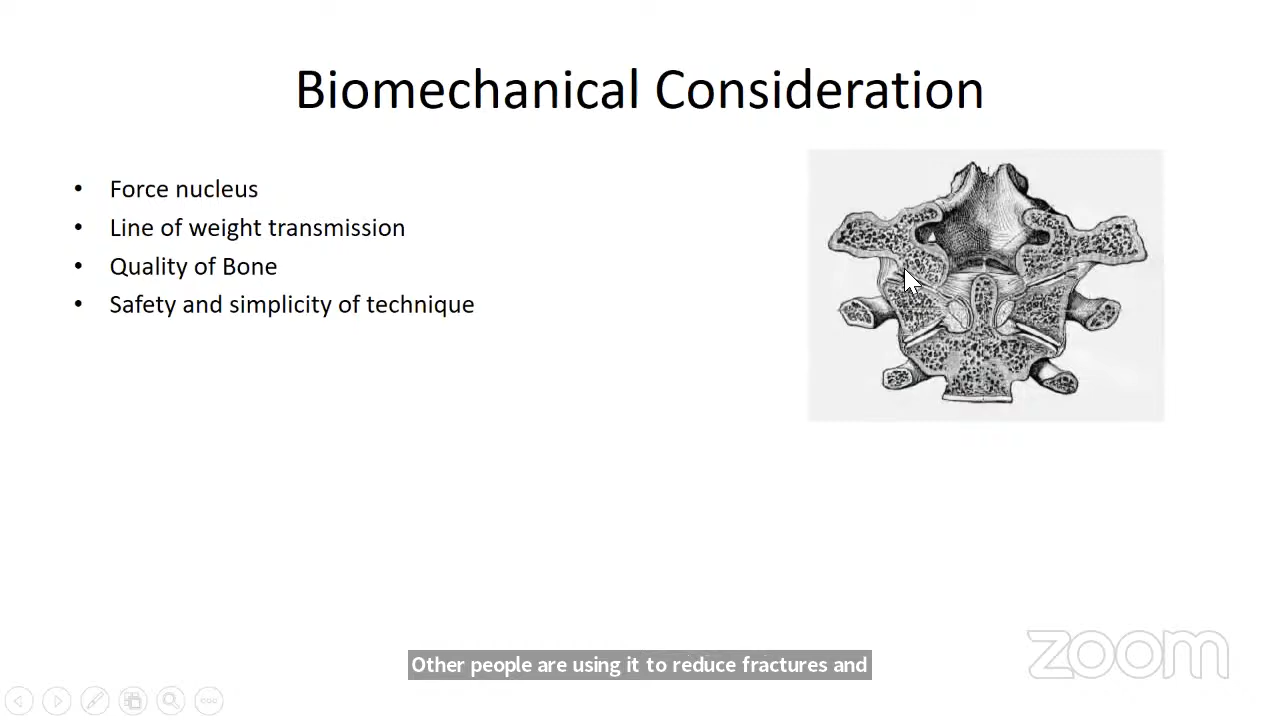 Biomechanical Consideration
• Force nucleus
• Line of weight transmission
• Quality of Bone
• Safety and simplicity of technique
Other people are using it to reduce fractures and
zoom